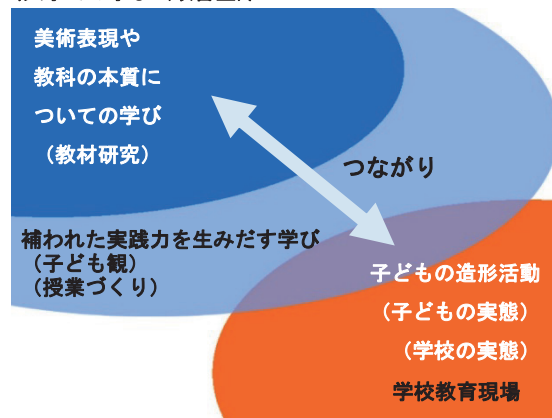 美術表現や
教科の本質に
ついての学び
（教材研究）
つながり
補われた実践力を生みだす学び
（子ども観）
（授業づくり）
子どもの造形活動
（子どもの実態）
（学校の実態）
学校教育現場